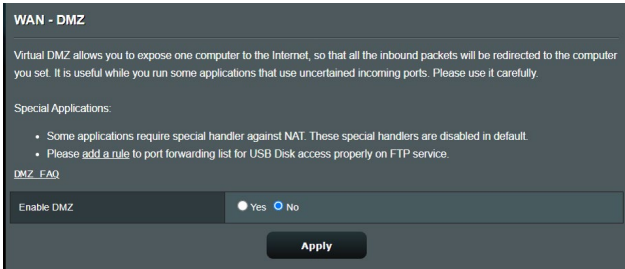 WAN - DMZ
Virtual DMZ allows you to expose one computer to the Internet, so that all the inbound packets will be redirected to the computer
you set. It is useful while you run some applications that use uncertained incoming ports. Please use it carefully.
Special Applications:
• Some applications require special handler against NAT. These special handlers are disabled in default.
• Please add a rule to port forwarding list for USB Disk access properly on FTP service.
DMZ FAQ
Enable DMZ Yes No
Apply